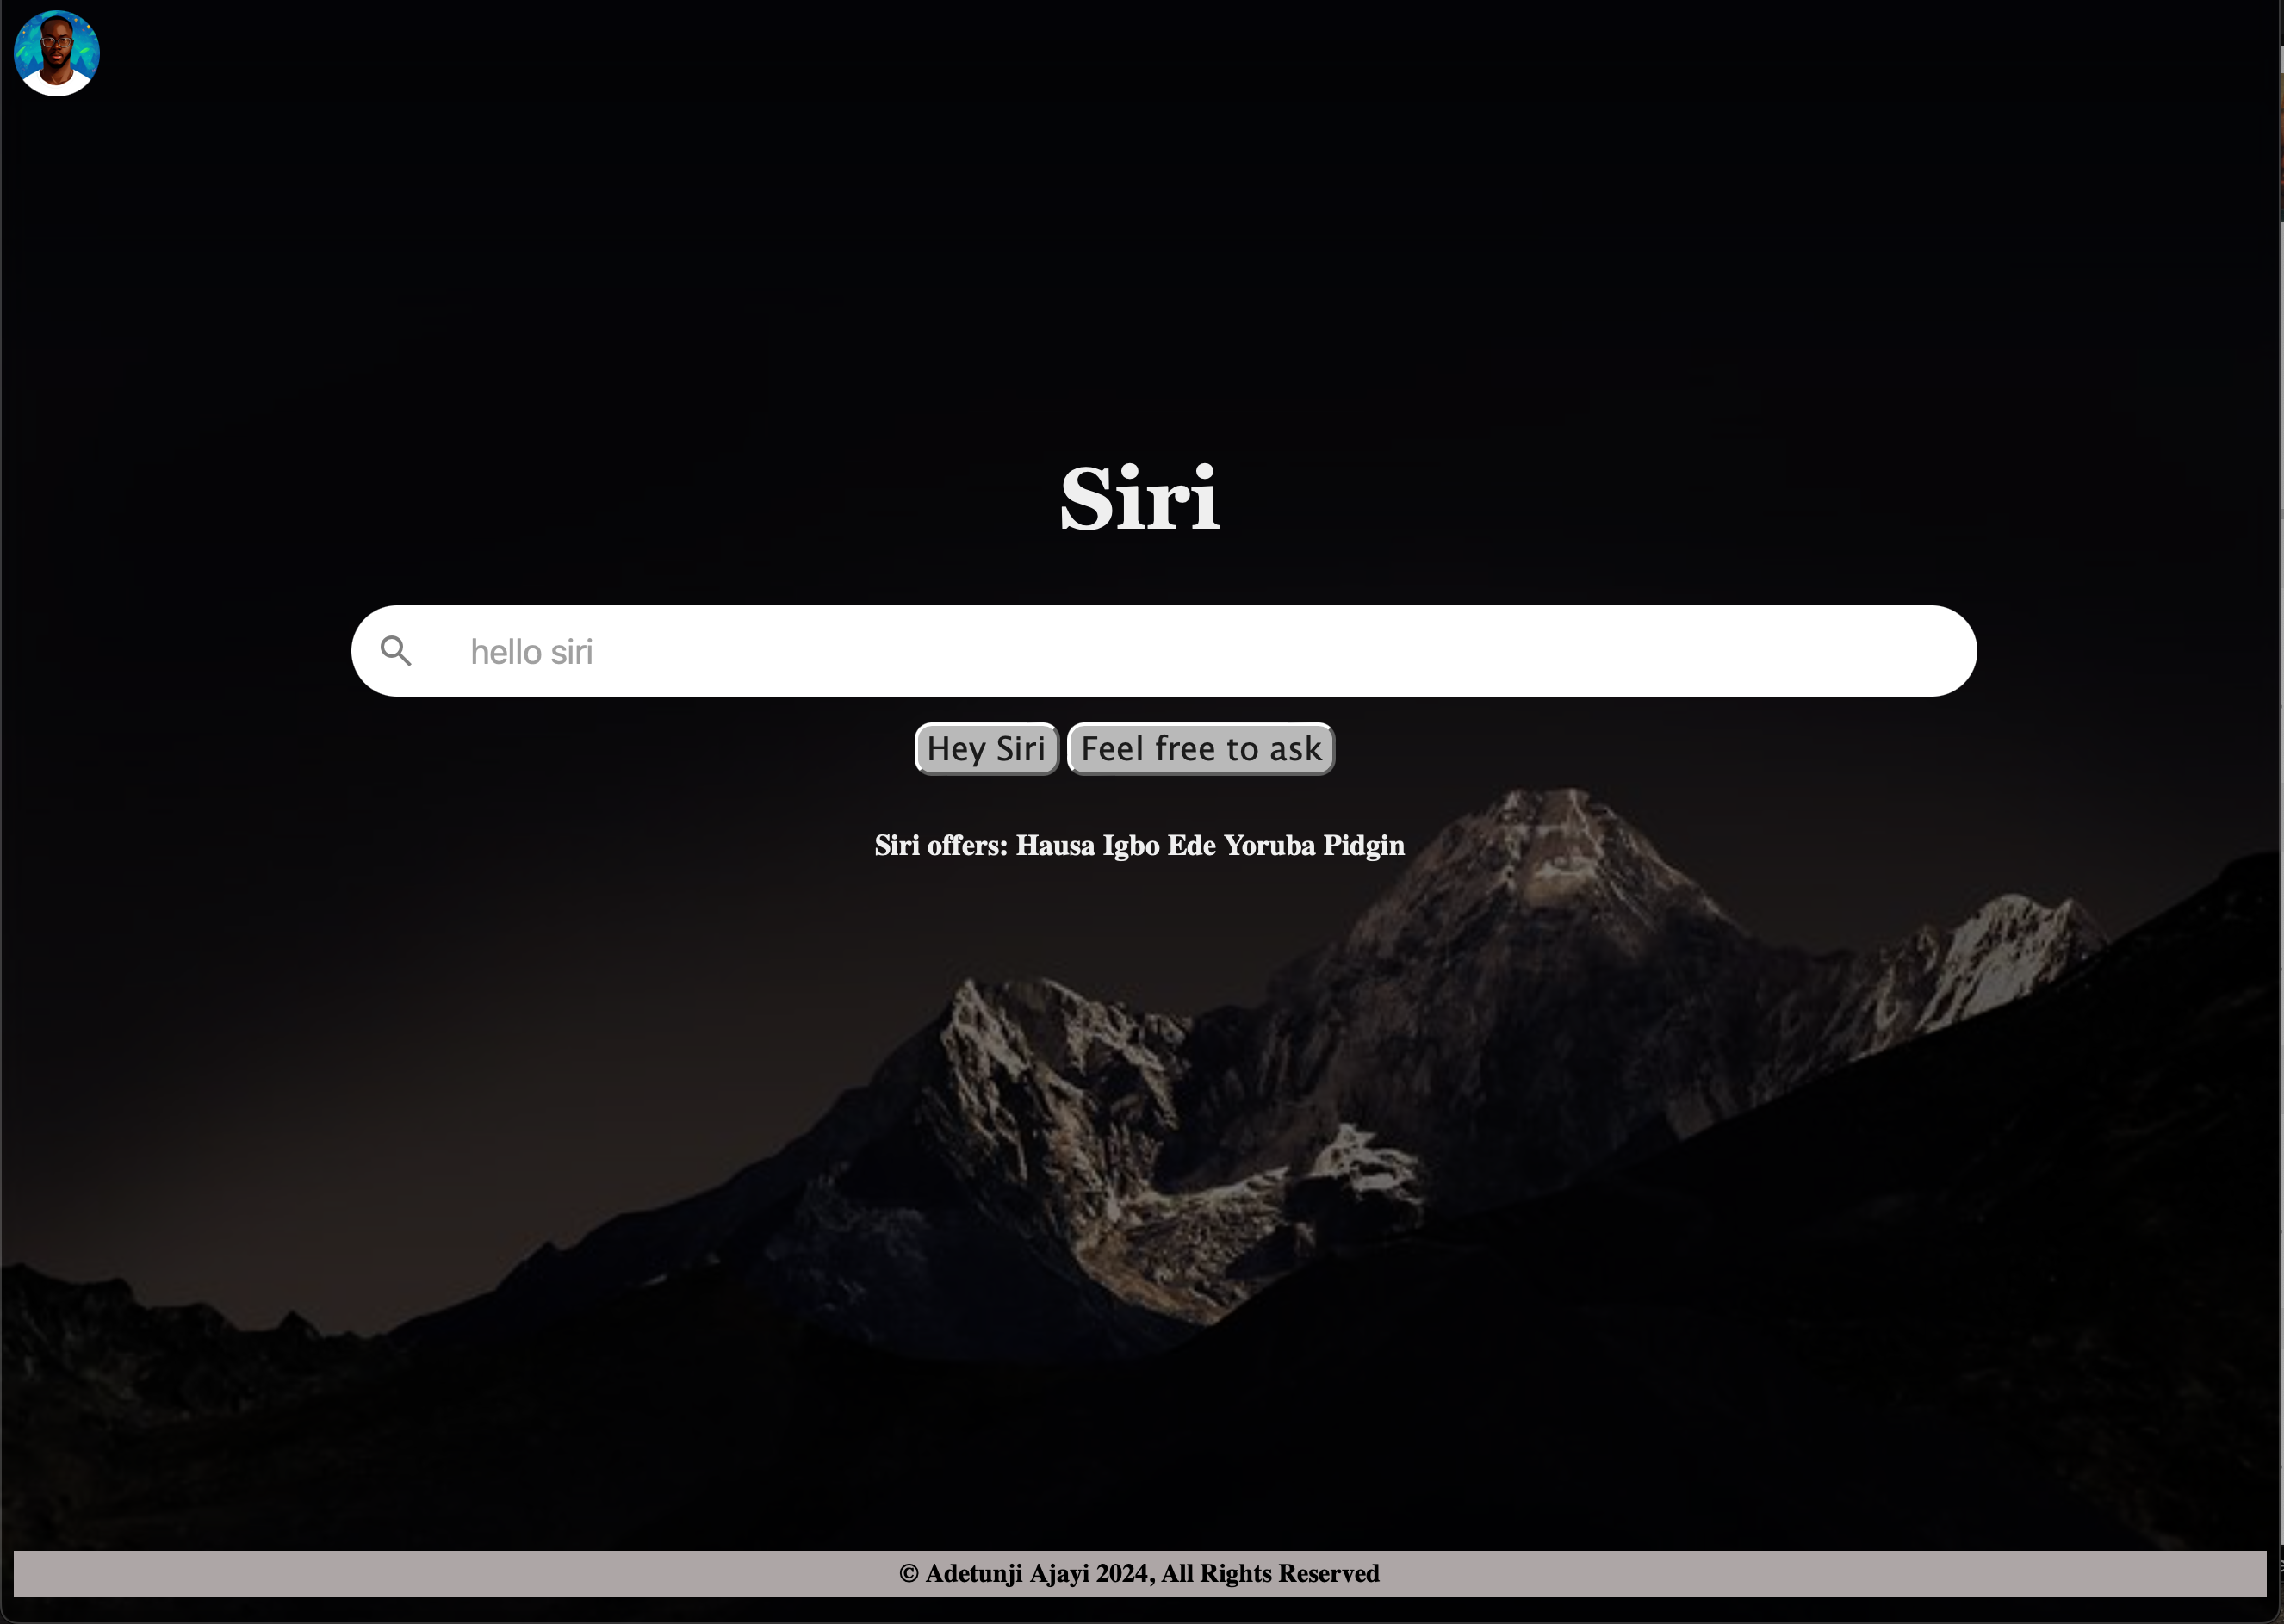 Siri
hello siri
Hey Siri Feel free to ask
Siri offers: Hausa Igbo Ede Yoruba Pidgin
© Adetunji Ajayi 2024, All Rights Reserved